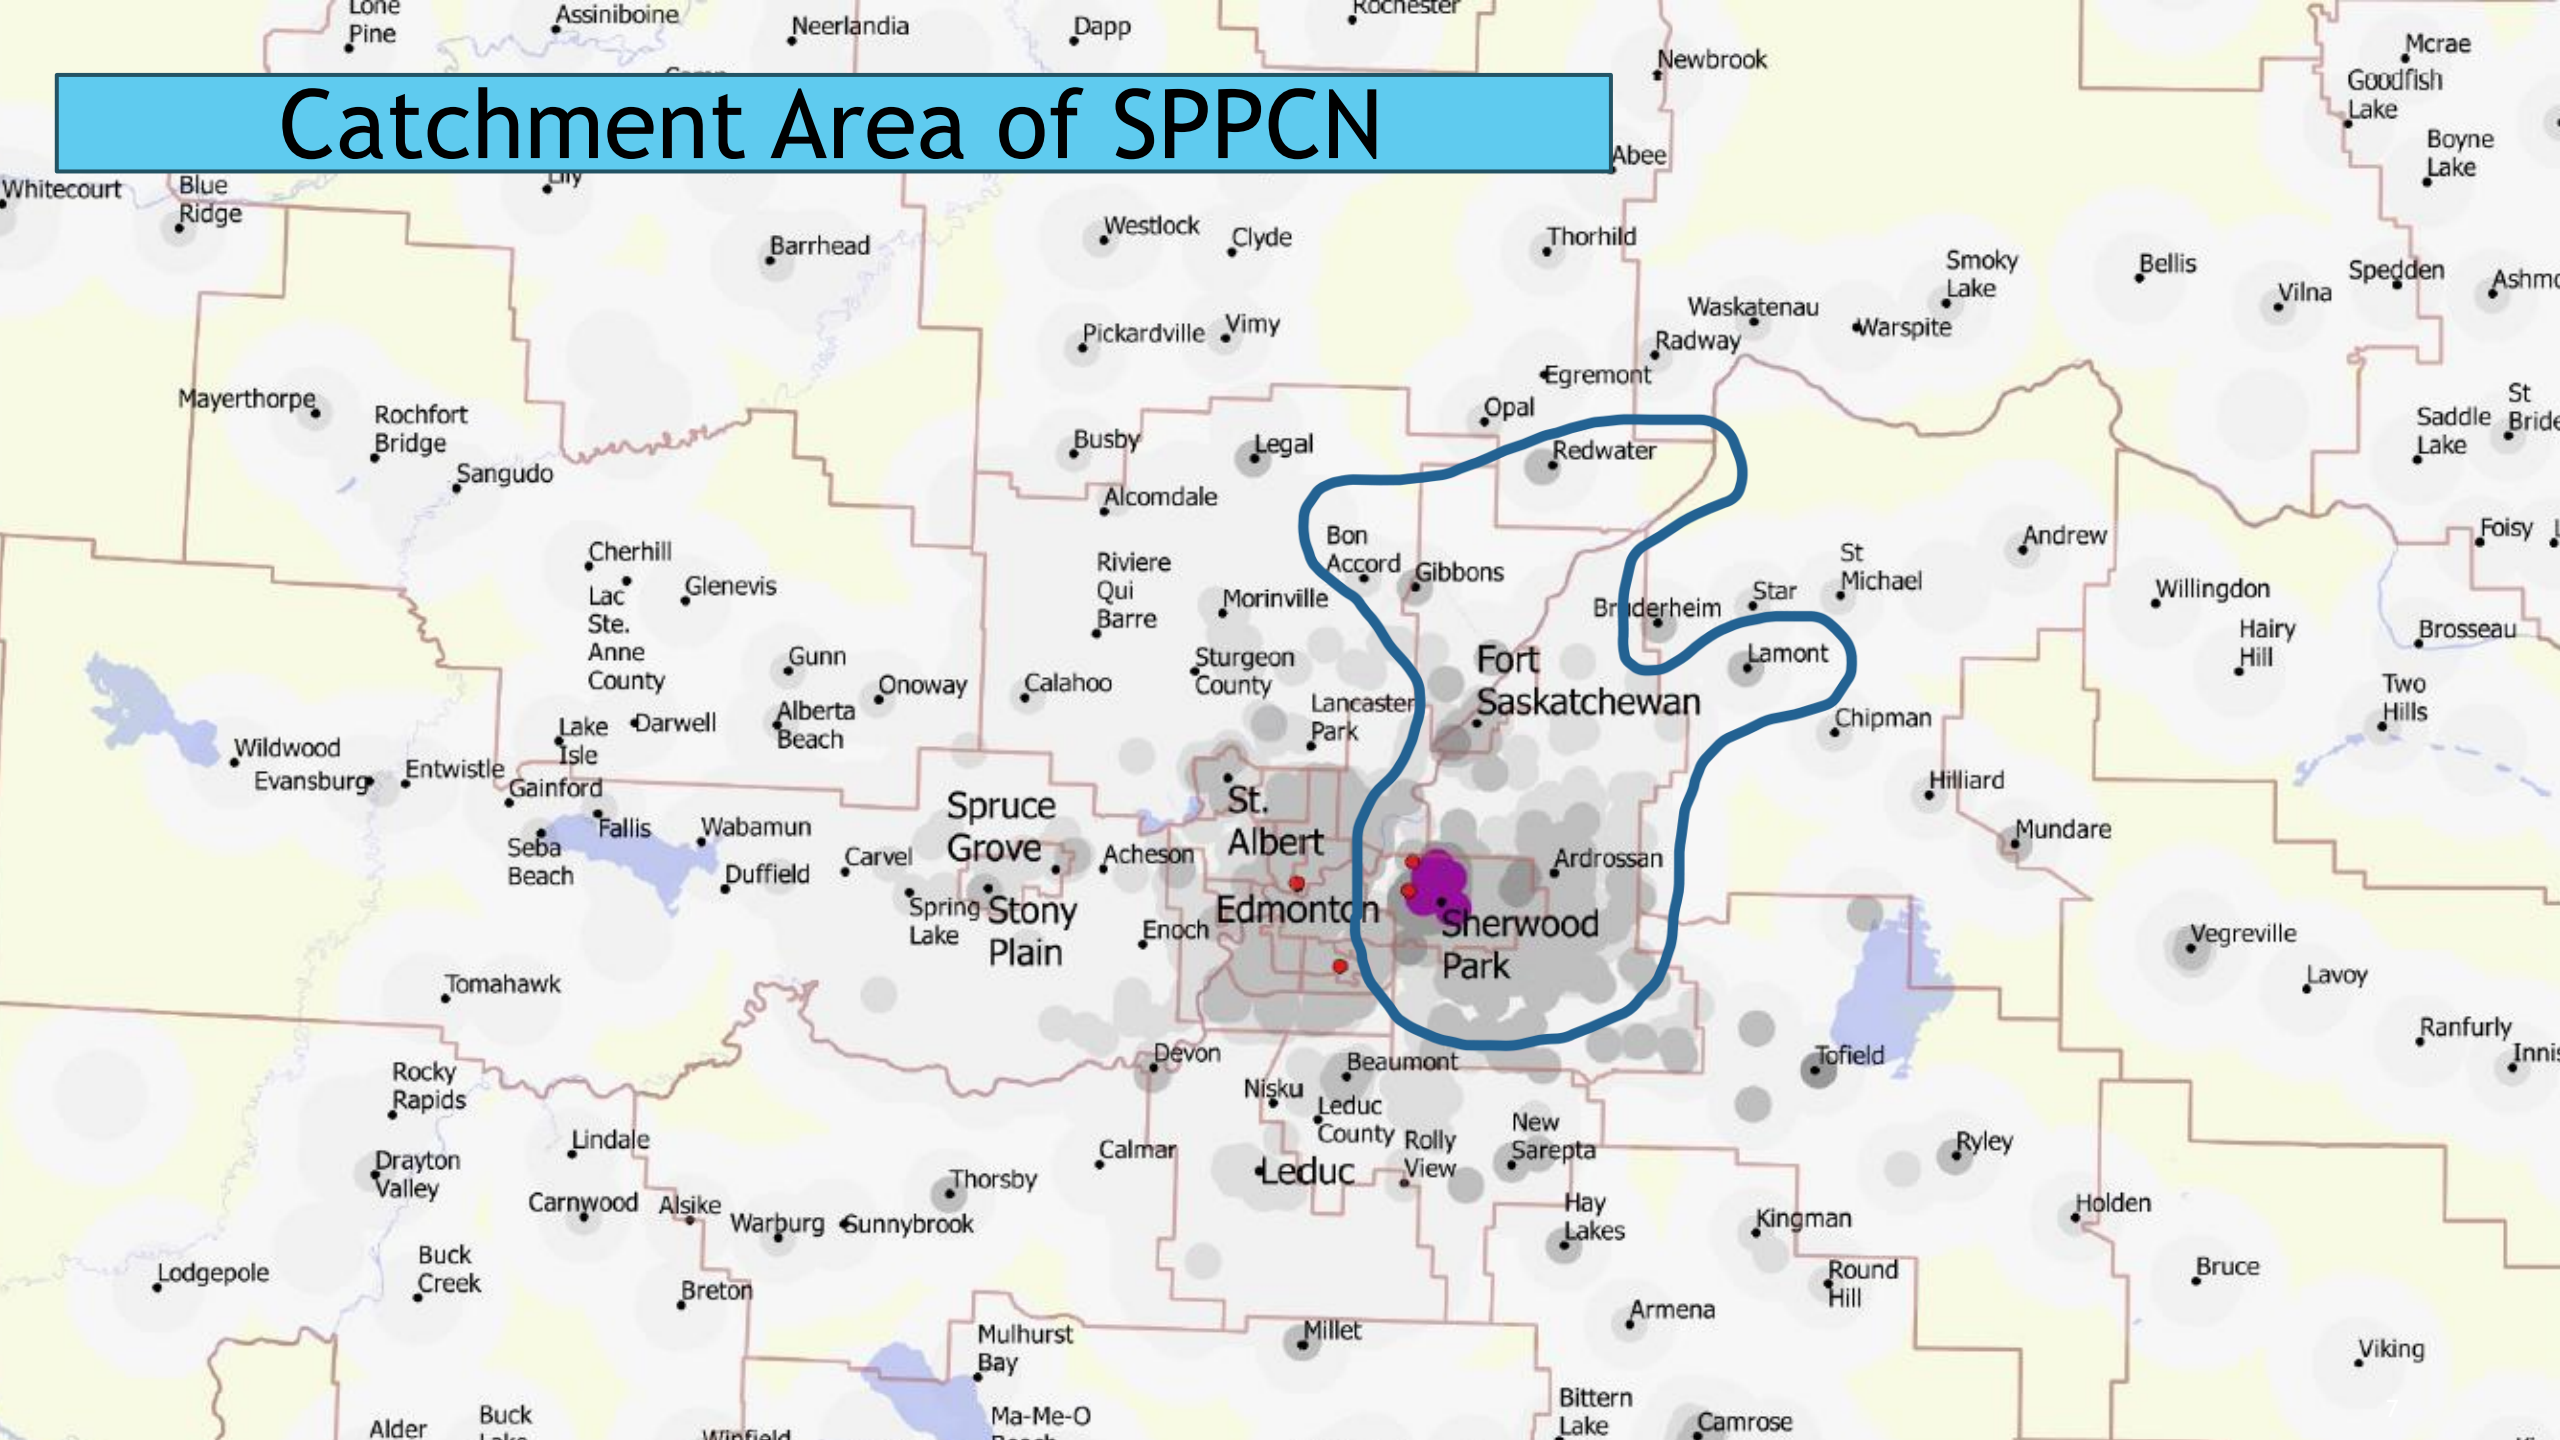 Lone
Pine
Assiniboine
Neerlandia
Dapp
Rochester
Newbrook
Mcrae
Goodfish
Lake
Boyne
Lake
Catchment Area of SPPCN
Abee
Whitecourt
Blue
Ridge
Lily
Barrhead
Westlock
Clyde
Thorhild
Smoky
Lake
Bellis
Spedden
Vilna
Waskatenau
Warspite
Radway
Pickardville
Vimy
Egremont
Opal
Mayerthorpe
Rochfort
Bridge
Sangudo
Busby
Legal
Redwater
Saddle
Lake
St
Alcomdale
Bon
Accord
Gibbons
Andrew
Foisy
Cherhill
Lac
Ste.
Anne
County
Glenevis
Riviere
Qui
Barre
Morinville
Bruderheim
Star
St
Michael
Willingdon
Hairy
Hill
Brosseau
Gunn
Onoway
Calahoo
Sturgeon
County
Fort
Saskatchewan
Lamont
Two
Hills
Lancaster
Park
Alberta
Beach
Lake
Isle
Darwell
Chipman
Wildwood
Evansburg
Entwistle
Gainford
Hilliard
Spruce
Grove
St.
Albert
Fallis
Wabamun
Mundare
Seba
Beach
Duffield
Carvel
Acheson
Ardrossan
Spring
Lake
Stony
Plain
Edmonton
Enoch
Sherwood
Park
Vegreville
Lavoy
Tomahawk
Ranfurly
Devon
Beaumont
Tofield
Rocky
Rapids
Nisku
Leduc
County
Rolly
View
New
Sarepta
Lindale
Calmar
Ryley
Drayton
Valley
Leduc
Thorsby
Carnwood
Alsike
Warburg
Sunnybrook
Hay
Lakes
Kingman
Holden
Buck
Creek
Lodgepole
Breton
Round
Hill
Bruce
Armena
Mulhurst
Bay
Millet
Viking
Bittern
Lake
Alder
Buck
Lake
Winfield
Ma-Me-O
Beach
Camrose
7